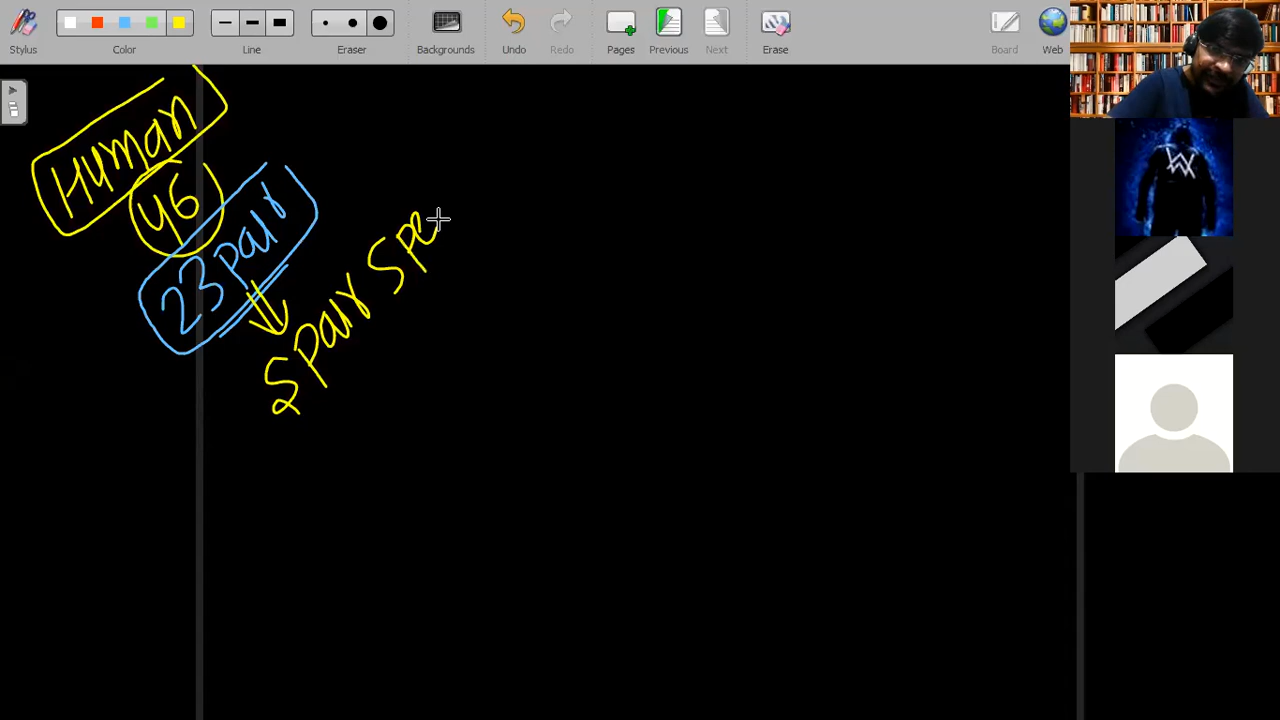 Stylus
Color
Line
Eraser
Backgrounds
Undo
Redo
Pages
Previous
Next
Erase
Board
Web
Human
46
23 pair
5 pair Spe